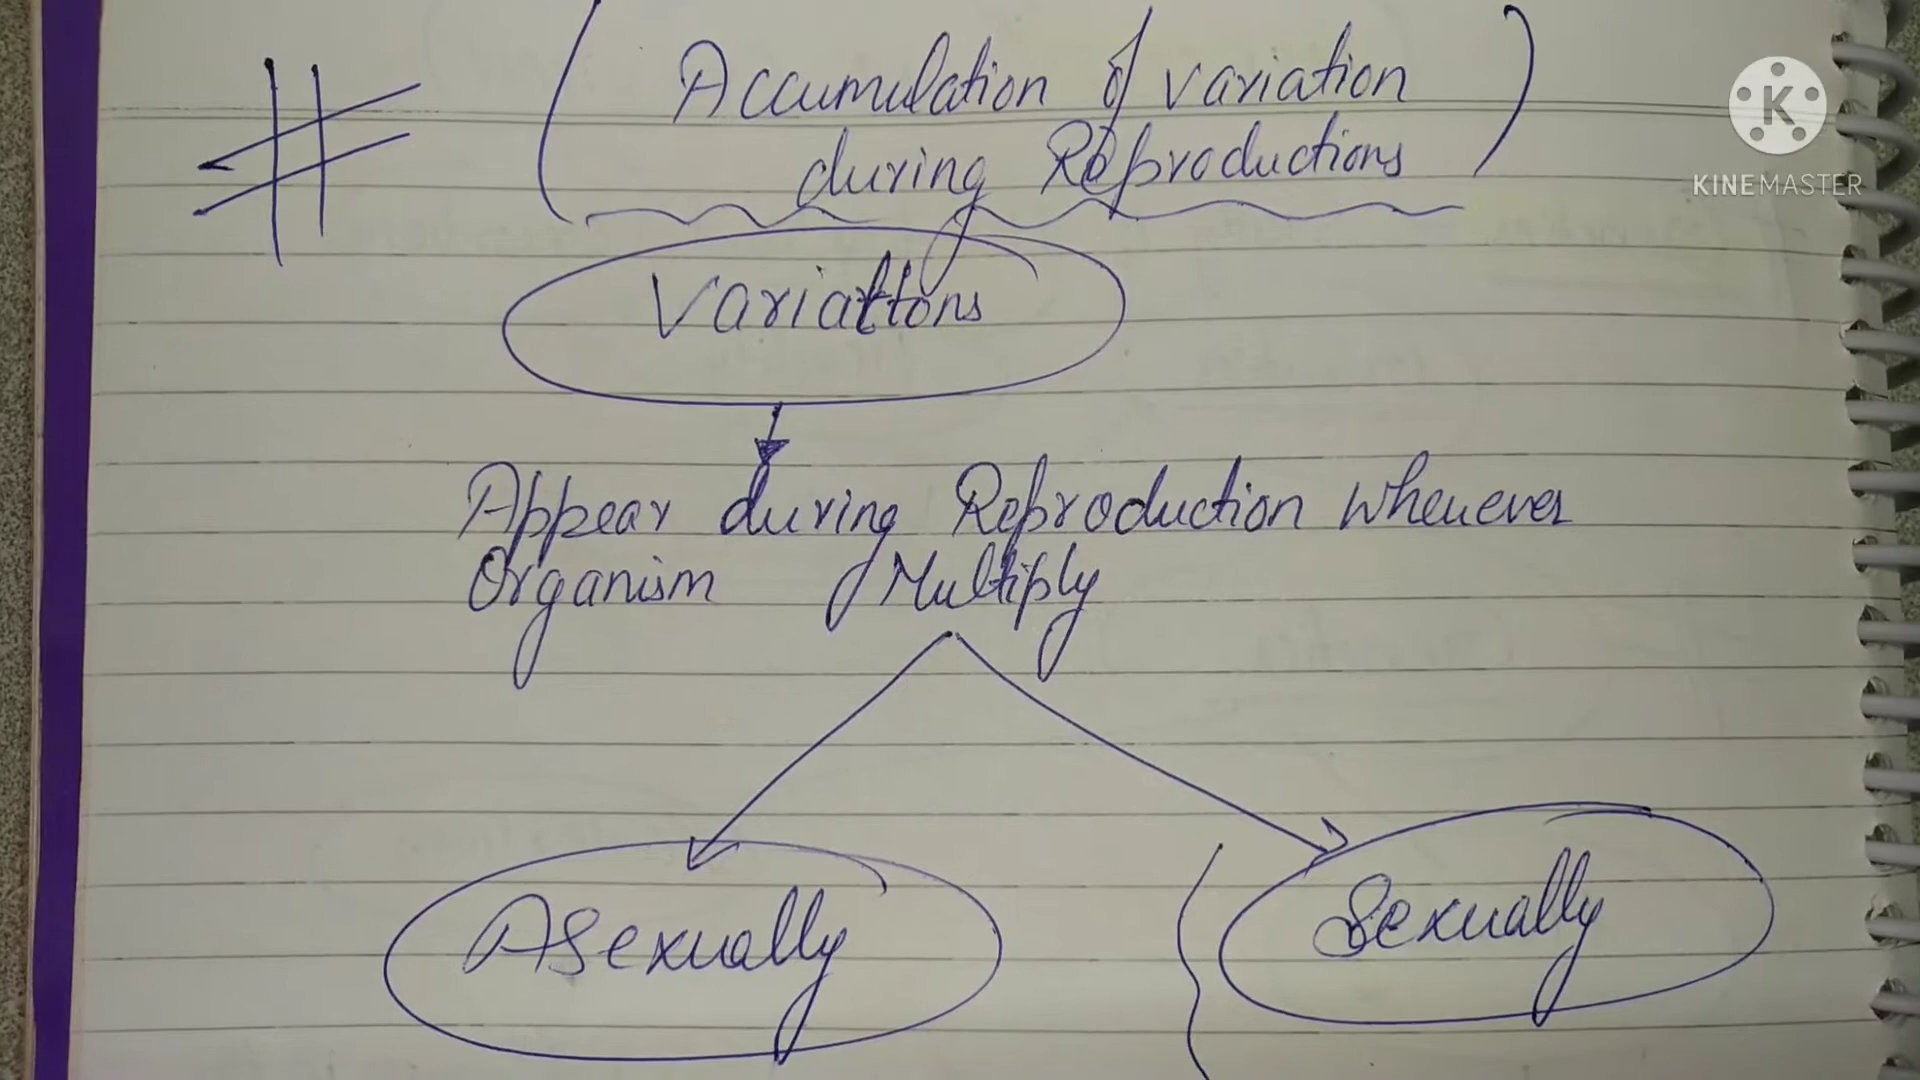 # (Accumulation of variation
during Reproductions)
K
KINEMASTER
Variations
Appear during Reproduction Whenever
Organism Multiply
Asexually
Sexually